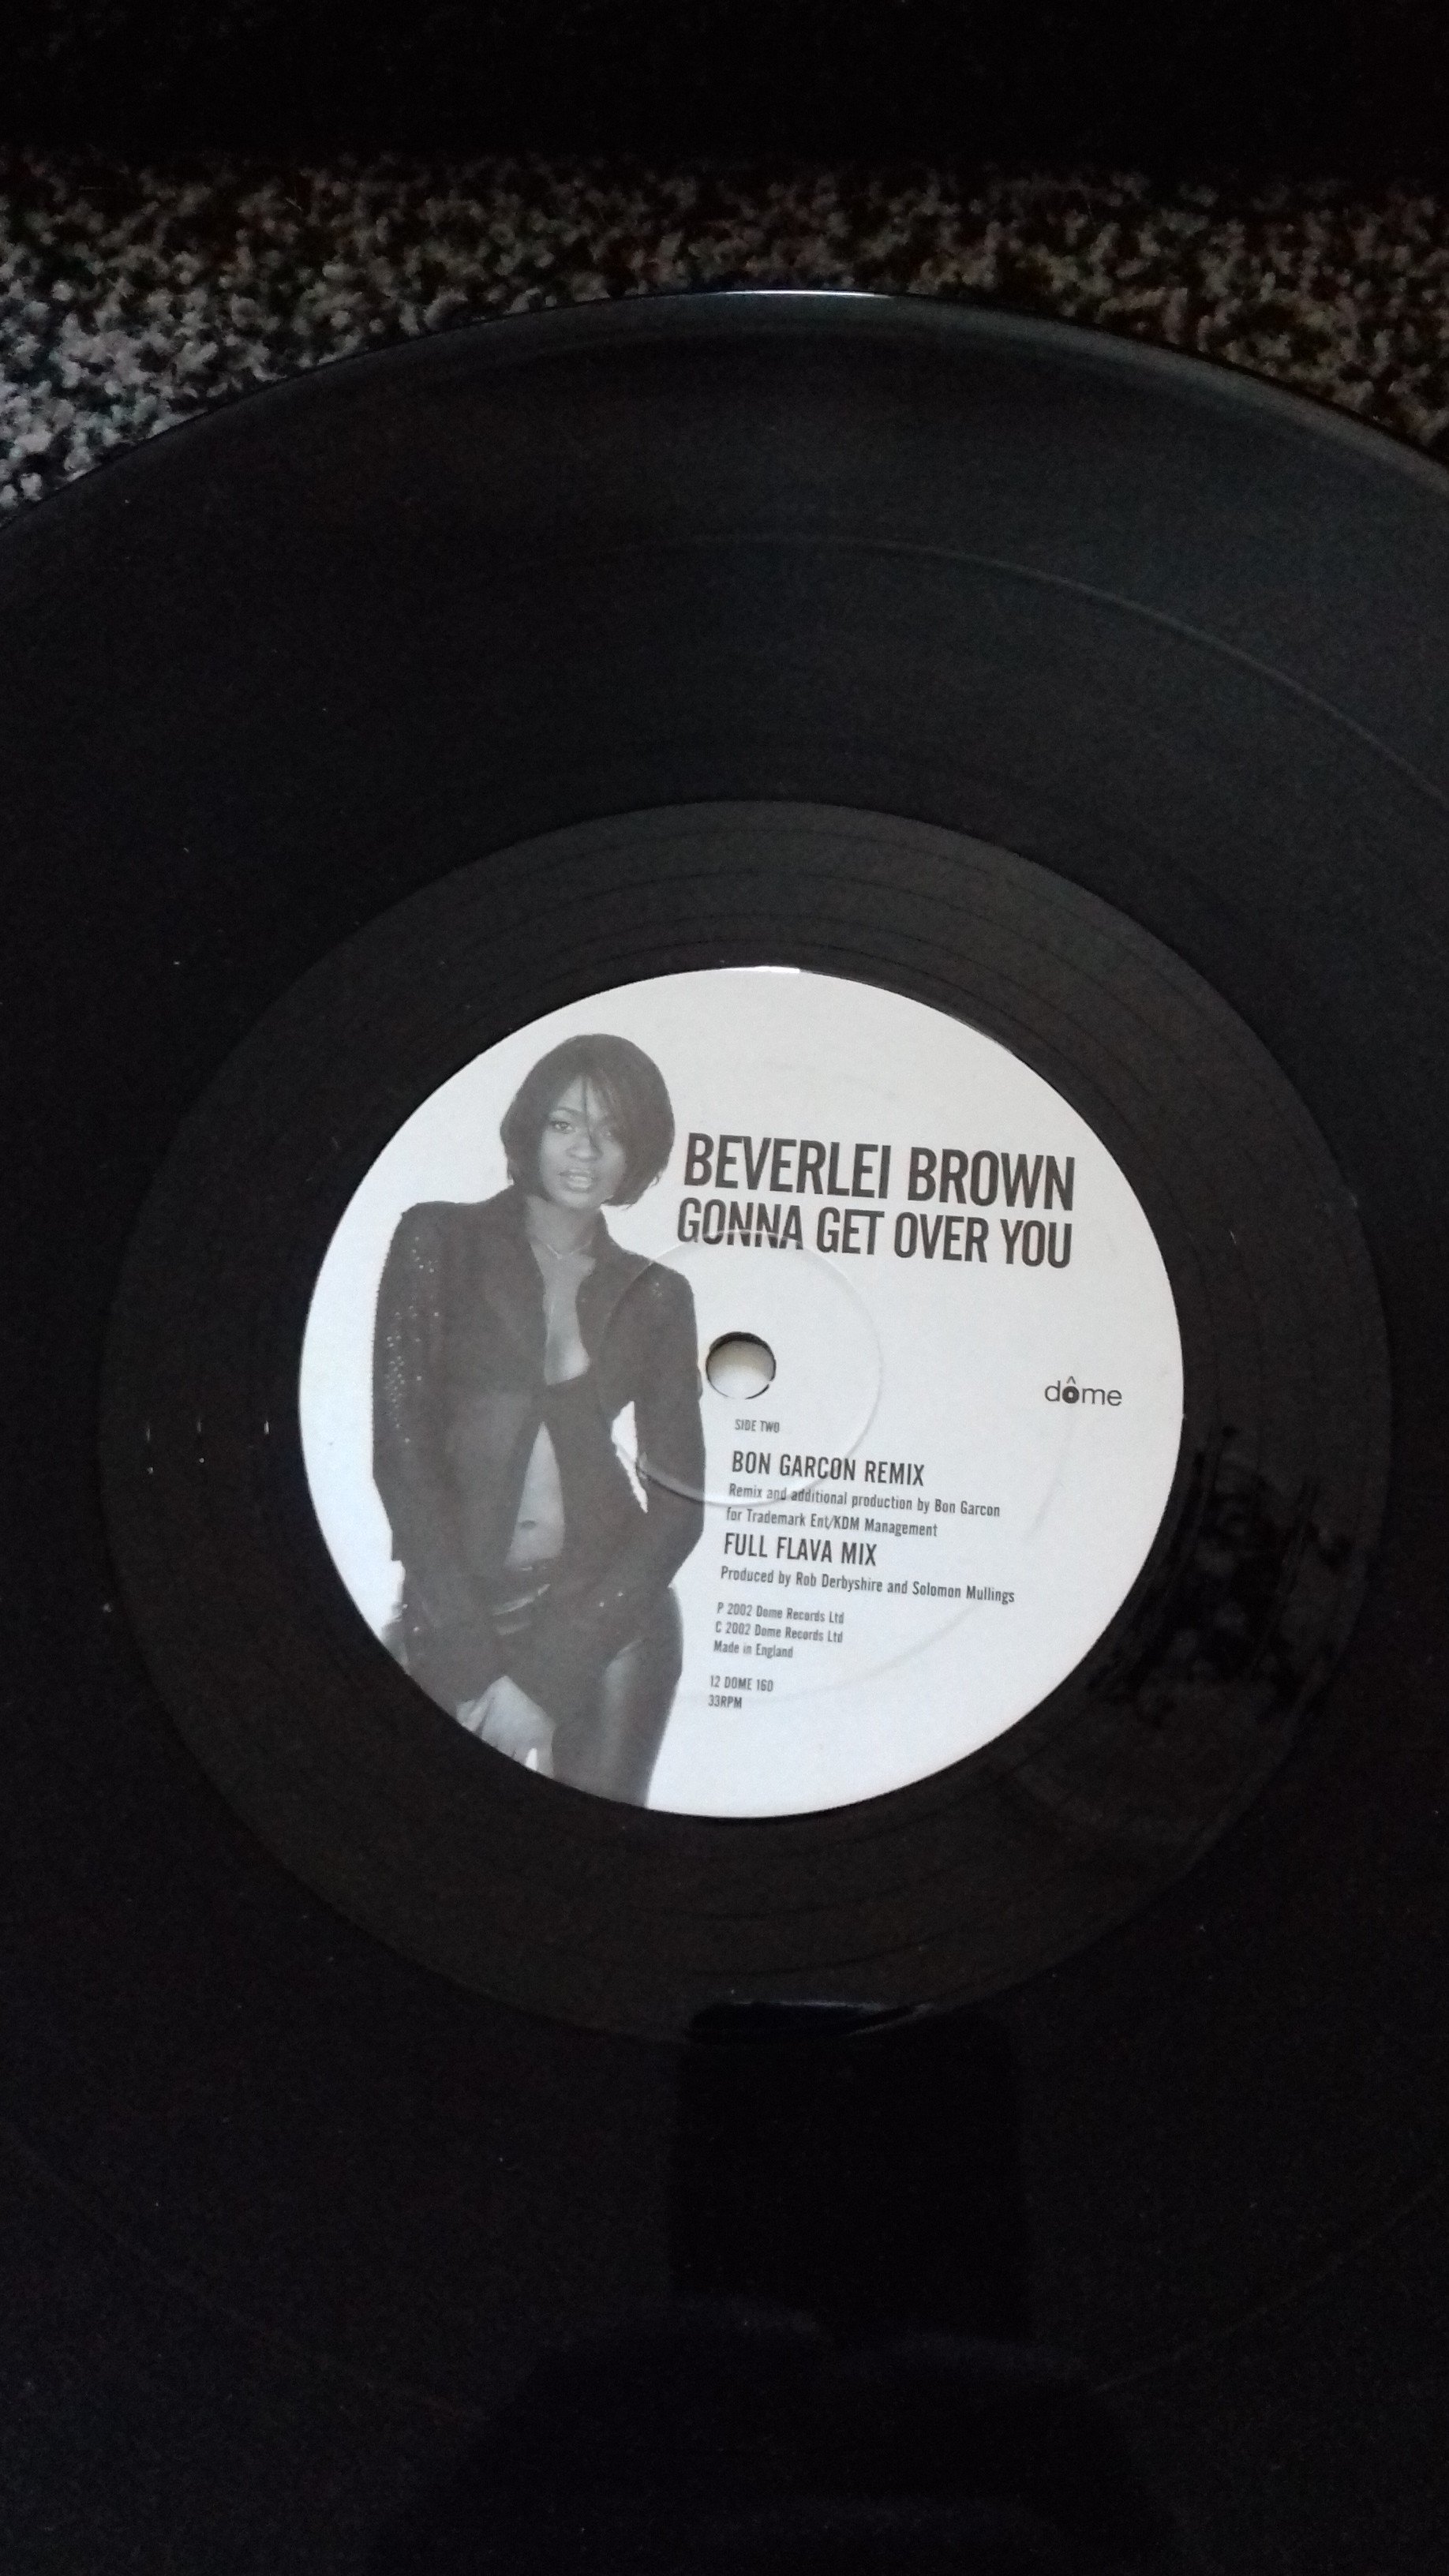 BEVERLEI BROWN
GONNA GET OVER YOU
dôme
SIDE TWO
BON GARCON REMIX
Remix and additional production by Bon Garcon
for Trademark Ent/KDM Management
FULL FLAVA MIX
Produced by Rob Derbyshire and Solomon Mullings
P 2002 Dome Records Ltd
C 2002 Dome Records Ltd
Made in England
12 DOME 160
33RPM